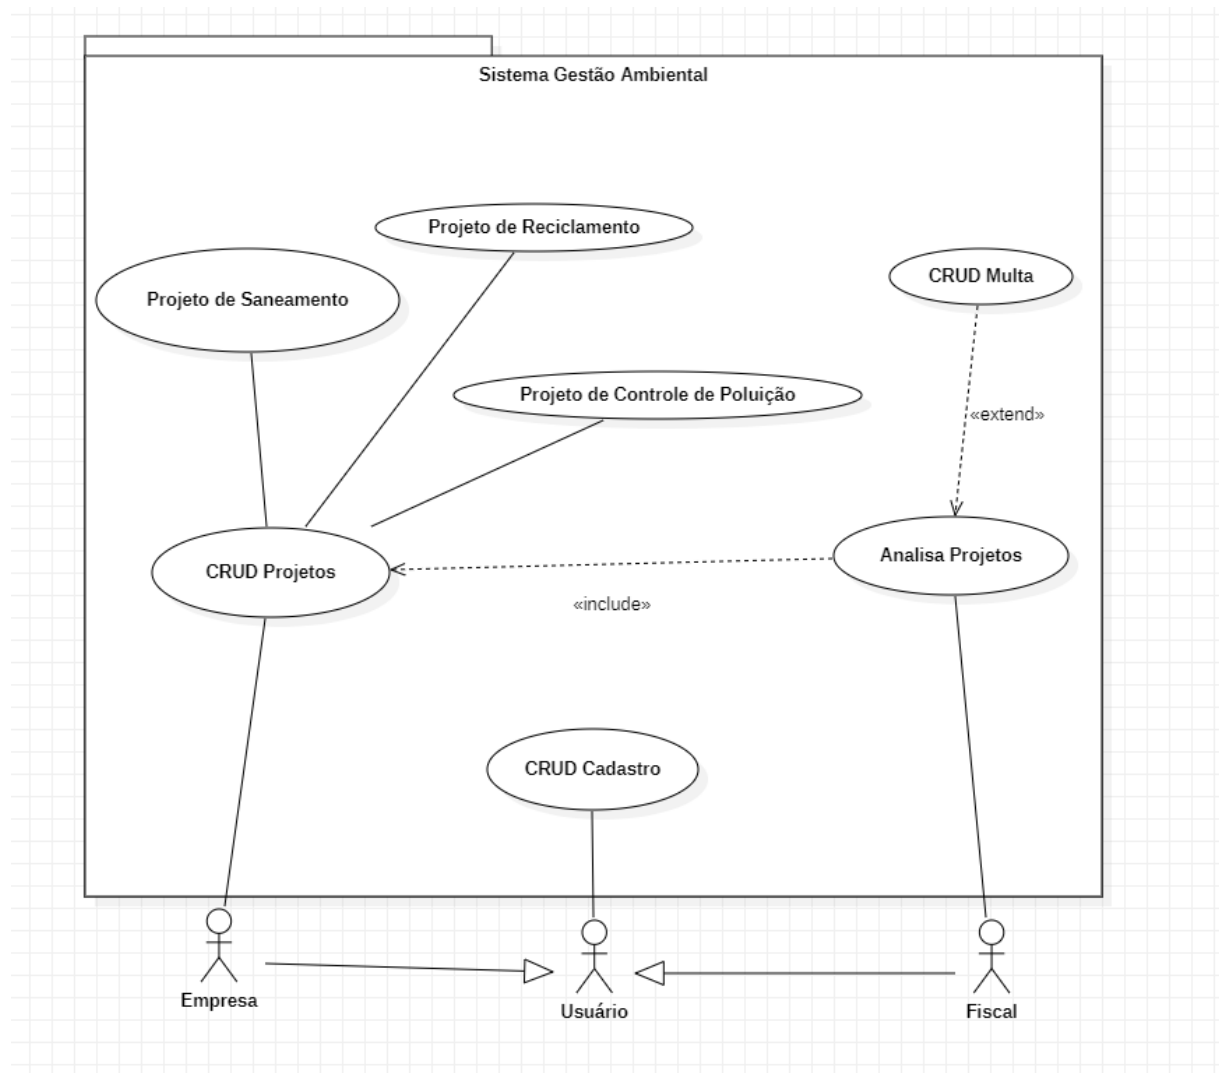 Sistema Gestão Ambiental
Projeto de Reciclamento
Projeto de Saneamento
CRUD Multa
Projeto de Controle de Poluição
«extend»
CRUD Projetos
Analisa Projetos
«include»
CRUD Cadastro
Empresa
Usuário
Fiscal